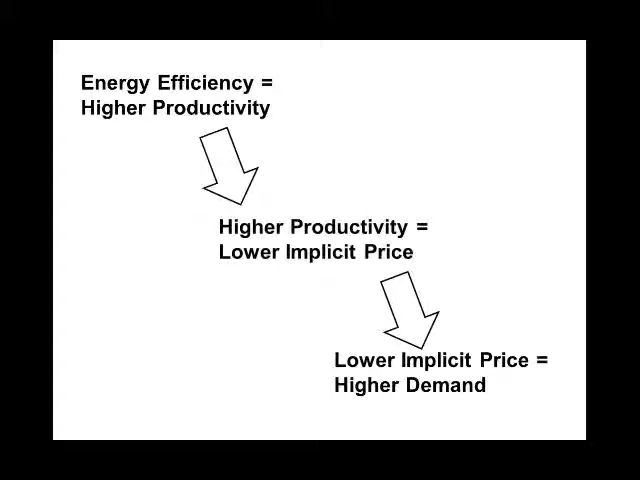 Energy Efficiency =
Higher Productivity
Higher Productivity =
Lower Implicit Price
Lower Implicit Price =
Higher Demand